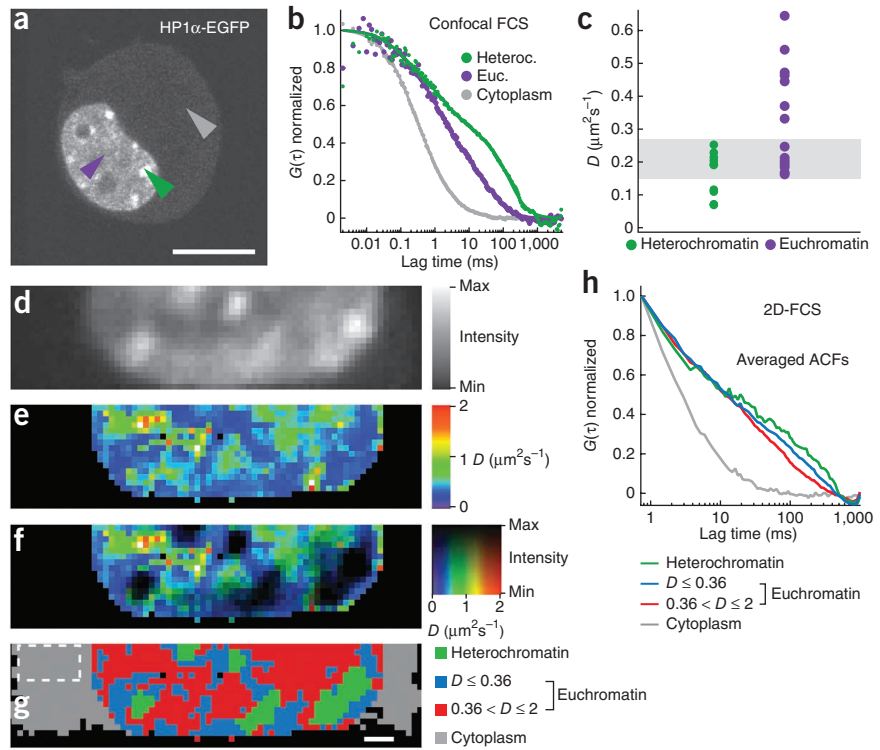 a
HP1α-EGFP
b
Confocal FCS
Heteroc.
Euc.
Cytoplasm
G(τ) normalized
1.0
0.8
0.6
0.4
0.2
0
0.01 0.1 1 10 100 1,000
Lag time (ms)
c
D (μm²s⁻¹)
0.6
0.5
0.4
0.3
0.2
0.1
0
Heterochromatin Euchromatin
d
Max
Intensity
Min
e
2
1
D (μm²s⁻¹)
0
f
Max
Intensity
Min
0 1 2
D (μm²s⁻¹)
g
Heterochromatin
D ≤ 0.36
0.36 < D ≤ 2
Euchromatin
Cytoplasm
h
2D-FCS
Averaged ACFs
G(τ) normalized
1.0
0.8
0.6
0.4
0.2
0
1 10 100 1,000
Lag time (ms)
Heterochromatin
D ≤ 0.36
0.36 < D ≤ 2
Euchromatin
Cytoplasm